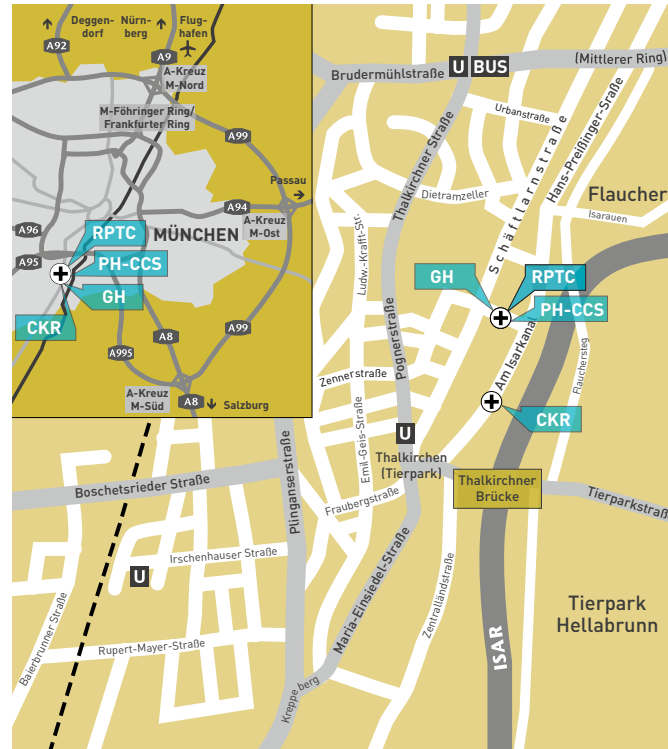 Deggen-
dorf
Nürn-
berg
Flug-
hafen
A92
A9
A-Kreuz
M-Nord
M-Föhringer Ring/
Frankfurter Ring
A99
Passau
A94
A-Kreuz
M-Ost
A96
A95
RPTC
MÜNCHEN
PH-CCS
GH
CKR
A99
A8
A995
A-Kreuz
M-Süd
A8
Salzburg
Brudermühlstraße
U BUS
(Mittlerer Ring)
Urbanstraße
Hans-Preißinger-Sraße
Schäftlarnstraße
Thalkirchner Straße
Dietramzeller
Flaucher
Isarauen
Ludw.-Krafft-Str.
GH
RPTC
PH-CCS
Am Isarkanal
Flauchersteg
Pognerstraße
Zennerstraße
CKR
Emil-Geis-Straße
U
Thalkirchen
(Tierpark)
Thalkirchner
Brücke
Tierparkstraße
Fraubergstraße
Boschetsrieder Straße
Plinganserstraße
Irschenhauser Straße
U
Rupert-Mayer-Straße
Baierbrunner Straße
Maria-Einsiedel-Straße
Zentralländstraße
Tierpark
Hellabrunn
ISAR
Kreppe berg